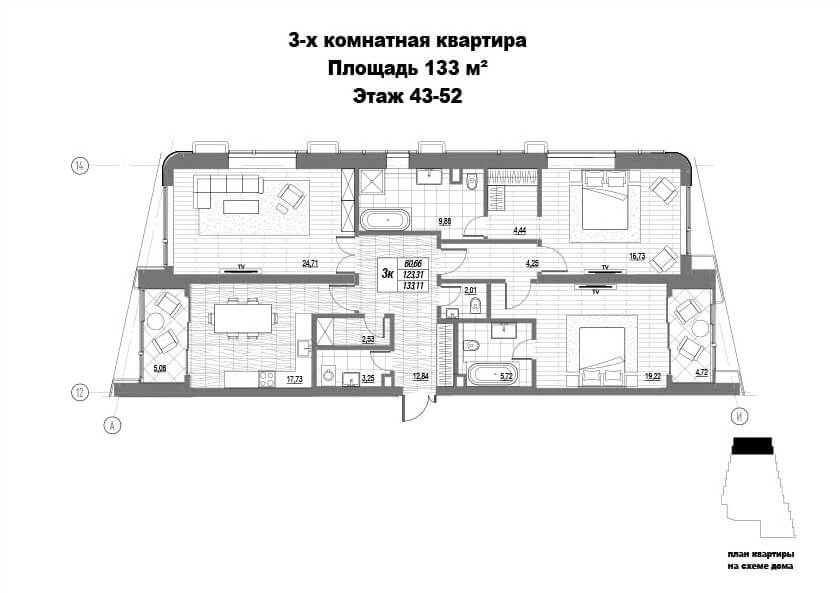 3-х комнатная квартира
Площадь 133 м²
Этаж 43-52
14
9,88
4,44
24,71
TV
3к
60,66
123,31
133,11
4,25
16,73
TV
2,01
TV
5,08
2,53
17,73
3,25
12,84
5,72
19,22
4,72
12
А
И
план квартиры
на схеме дома